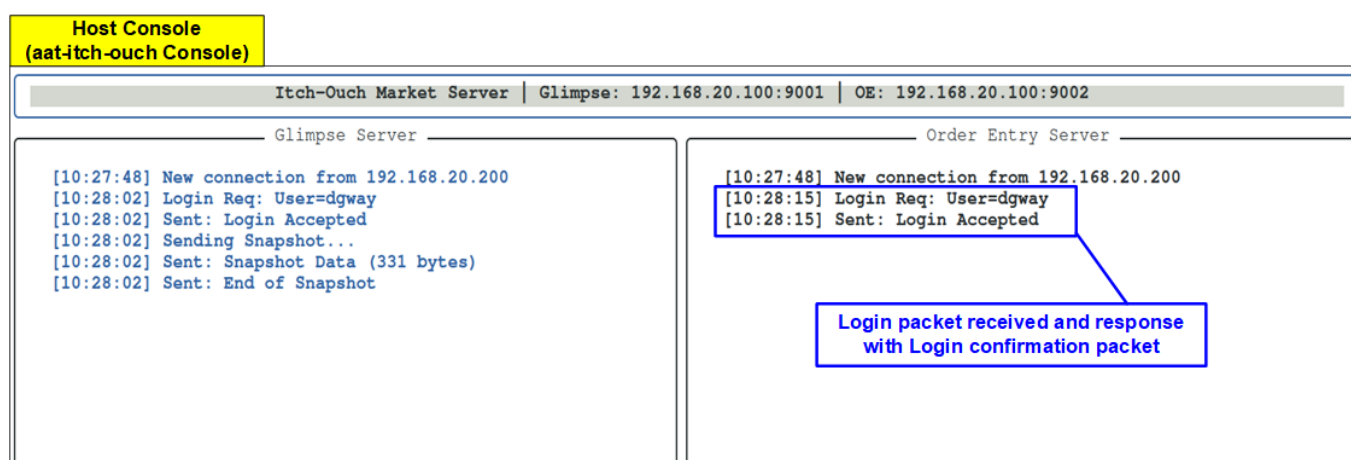 Host Console
(aat-itch-ouch Console)
Itch-Ouch Market Server | Glimpse: 192.168.20.100:9001 | OE: 192.168.20.100:9002
Glimpse Server
[10:27:48] New connection from 192.168.20.200
[10:28:02] Login Req: User=dgway
[10:28:02] Sent: Login Accepted
[10:28:02] Sending Snapshot...
[10:28:02] Sent: Snapshot Data (331 bytes)
[10:28:02] Sent: End of Snapshot
Order Entry Server
[10:27:48] New connection from 192.168.20.200
[10:28:15] Login Req: User=dgway
[10:28:15] Sent: Login Accepted
Login packet received and response
with Login confirmation packet